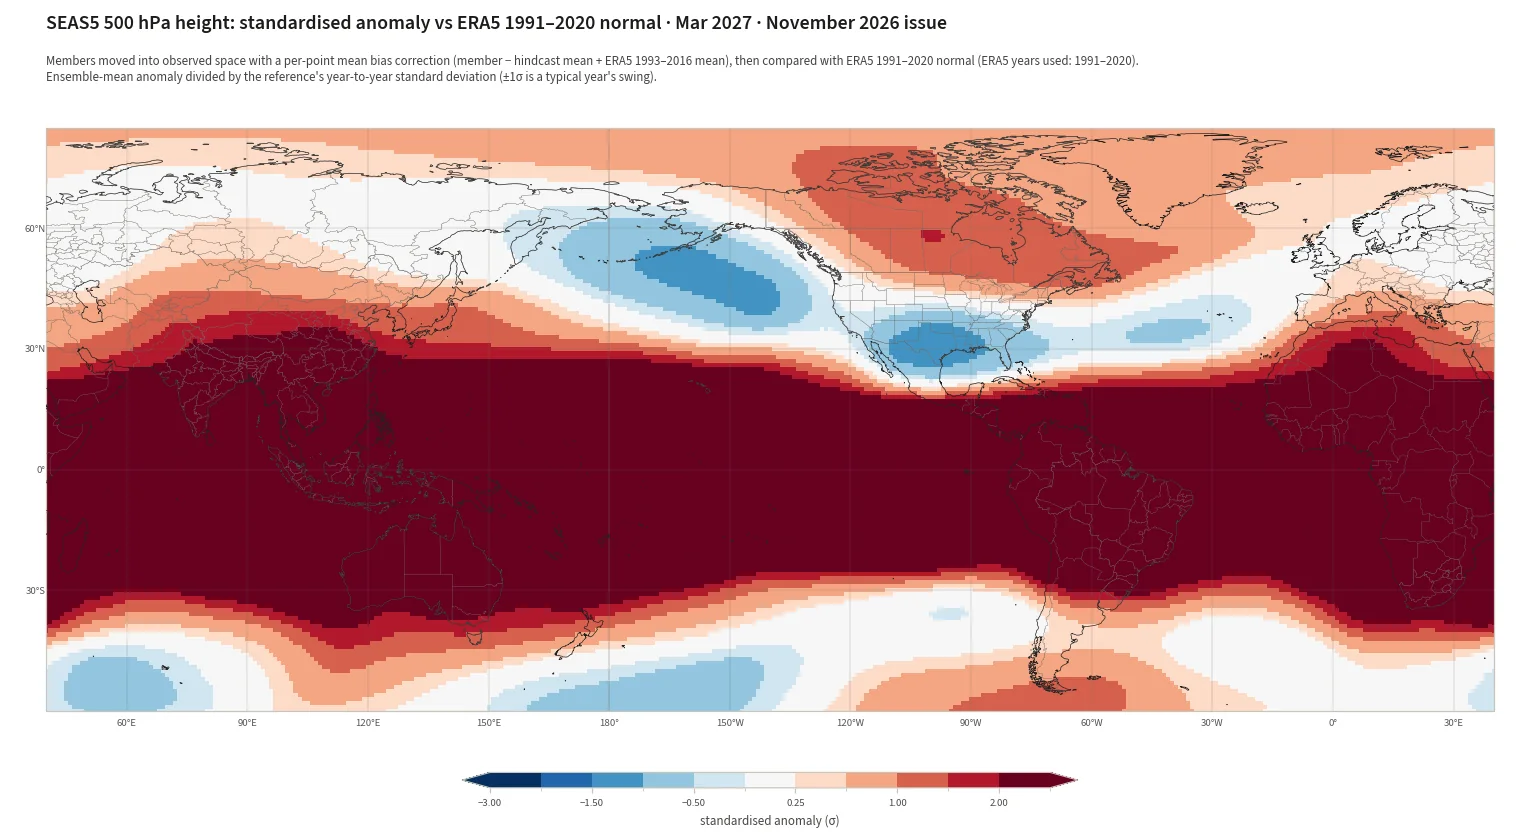 SEAS5 500 hPa height: standardised anomaly vs ERA5 1991–2020 normal · Mar 2027 · November 2026 issue
Members moved into observed space with a per-point mean bias correction (member − hindcast mean + ERA5 1993–2016 mean), then compared with ERA5 1991–2020 normal (ERA5 years used: 1991–2020).
Ensemble-mean anomaly divided by the reference's year-to-year standard deviation (±1σ is a typical year's swing).
60°N
30°N
0°
30°S
60°E 90°E 120°E 150°E 180° 150°W 120°W 90°W 60°W 30°W 0° 30°E
−3.00 −1.50 −0.50 0.25 1.00 2.00
standardised anomaly (σ)